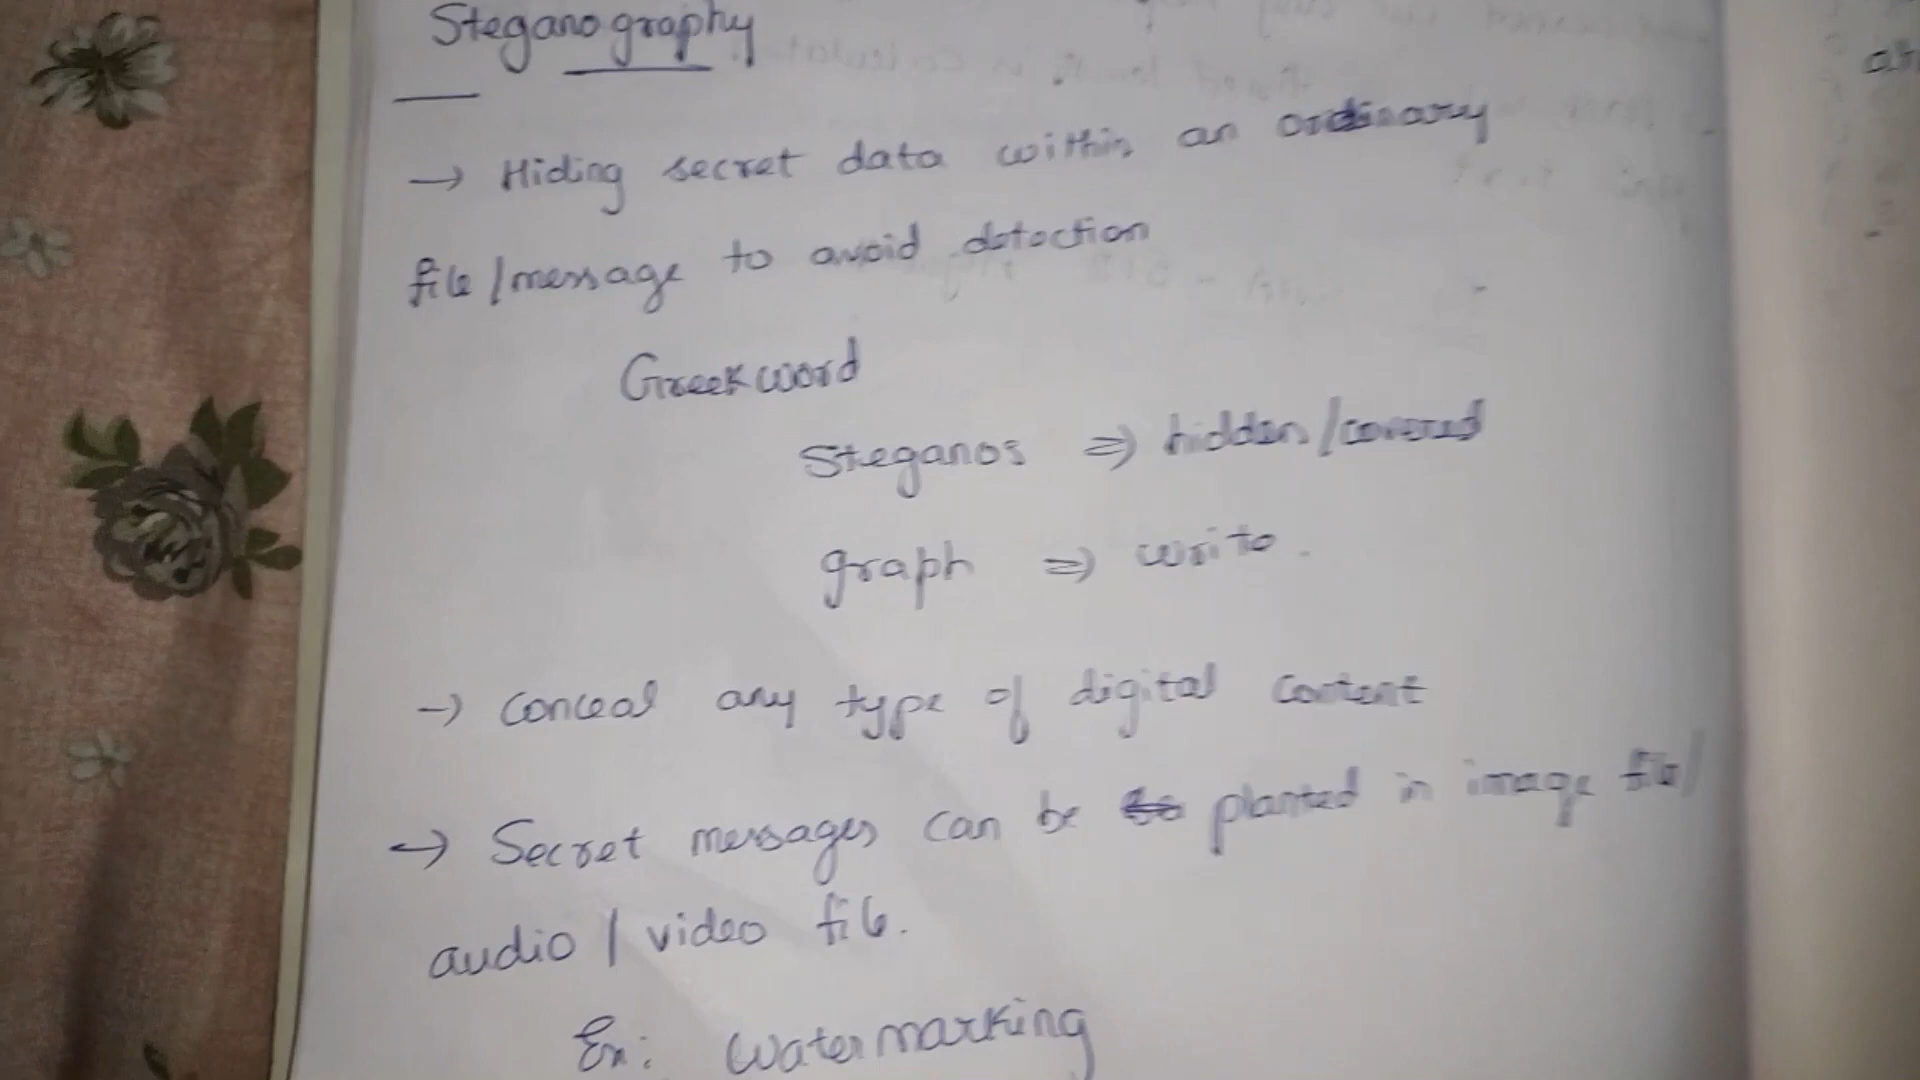 Steganography
→ Hiding secret data within an ordinary
file/message to avoid detection
Greek word
Steganos ⇒ hidden/covered
graph ⇒ write.
→ conceal any type of digital content
→ Secret messages can be planted in image file/
audio / video file.
Ex: Watermarking